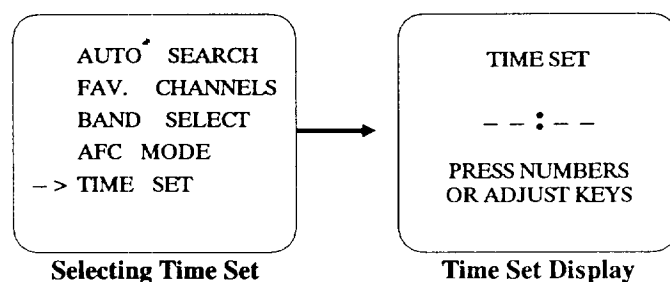 AUTO SEARCH
FAV. CHANNELS
BAND SELECT
AFC MODE
-> TIME SET
Selecting Time Set
TIME SET
--:--
PRESS NUMBERS
OR ADJUST KEYS
Time Set Display